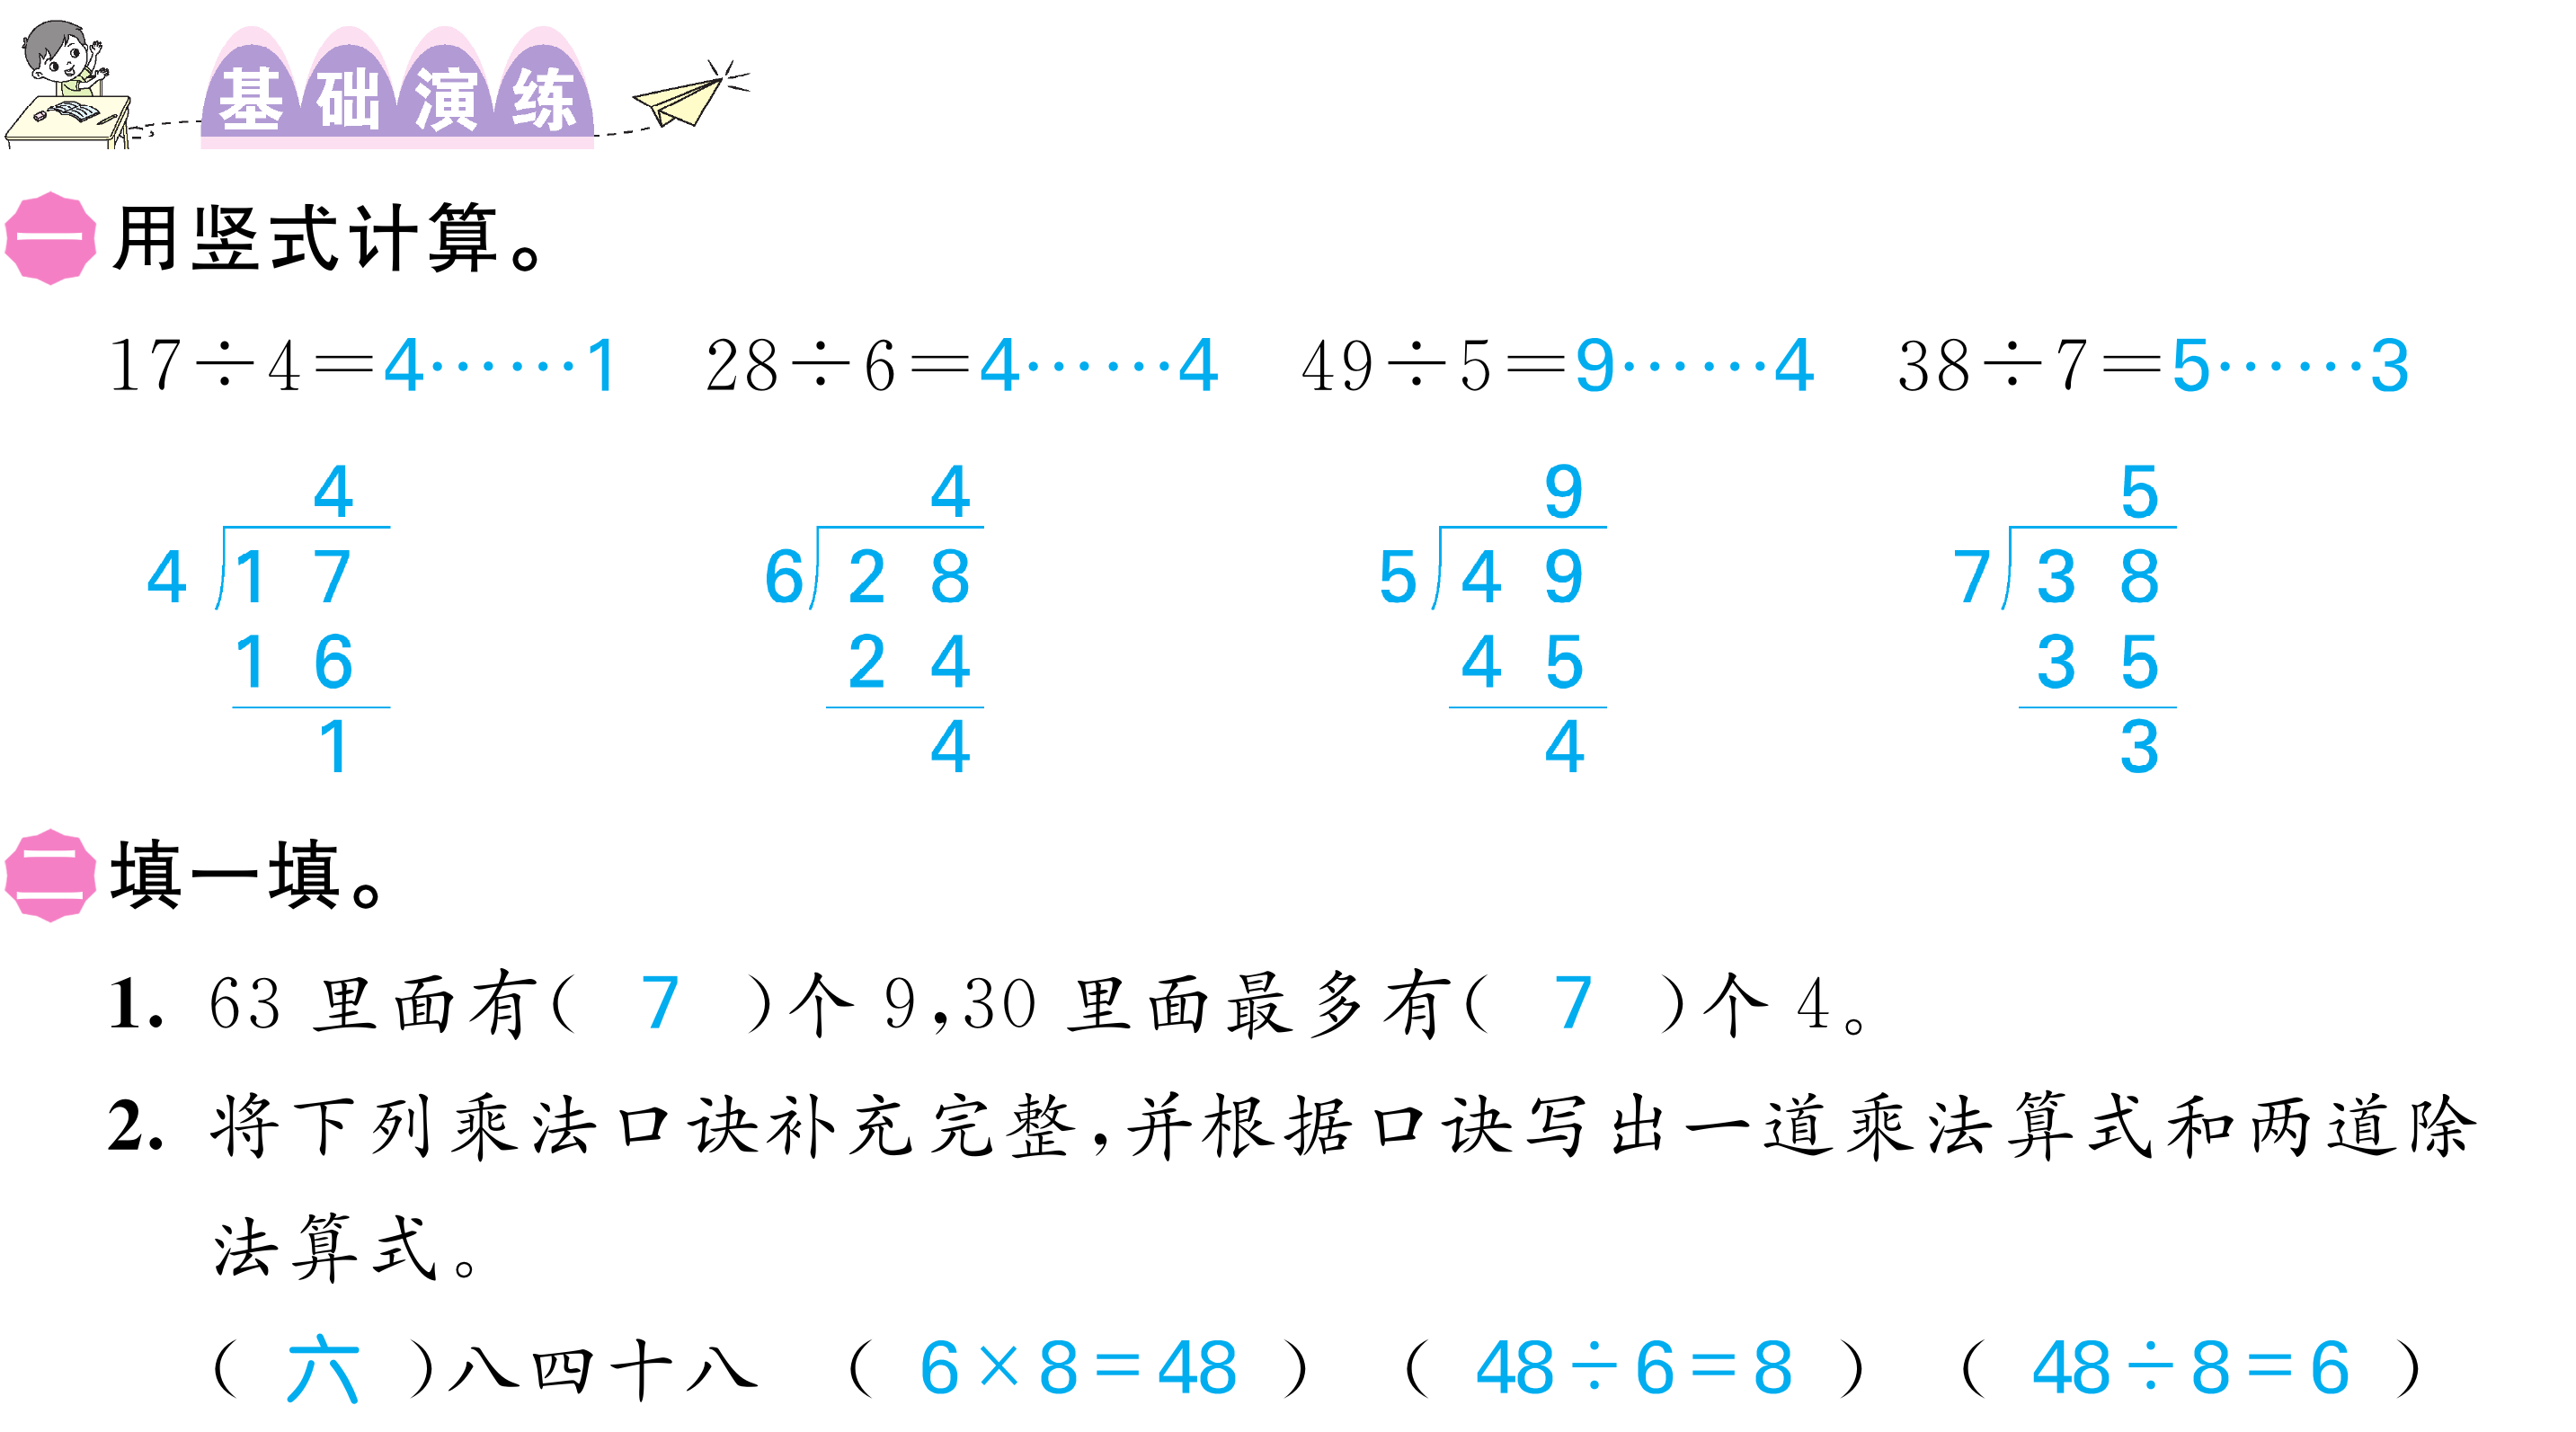 基础演练
一 用竖式计算。
17÷4=4……1 28÷6=4……4 49÷5=9……4 38÷7=5……3
4 4 9 5
4 17 6 28 5 49 7 38
16 24 45 35
1 4 4 3
二 填一填。
1. 63 里面有( 7 )个 9,30 里面最多有( 7 )个 4。
2. 将下列乘法口诀补充完整,并根据口诀写出一道乘法算式和两道除
法算式。
( 六 )八四十八 ( 6×8=48 ) ( 48÷6=8 ) ( 48÷8=6 )